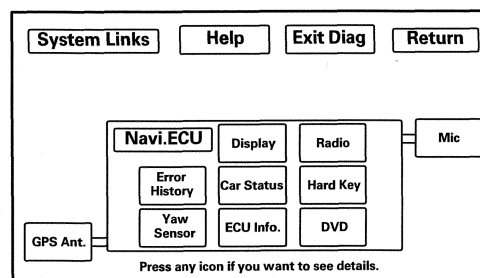 System Links Help Exit Diag Return
Navi.ECU Display Radio Mic
Error History Car Status Hard Key
GPS Ant. Yaw Sensor ECU Info. DVD
Press any icon if you want to see details.